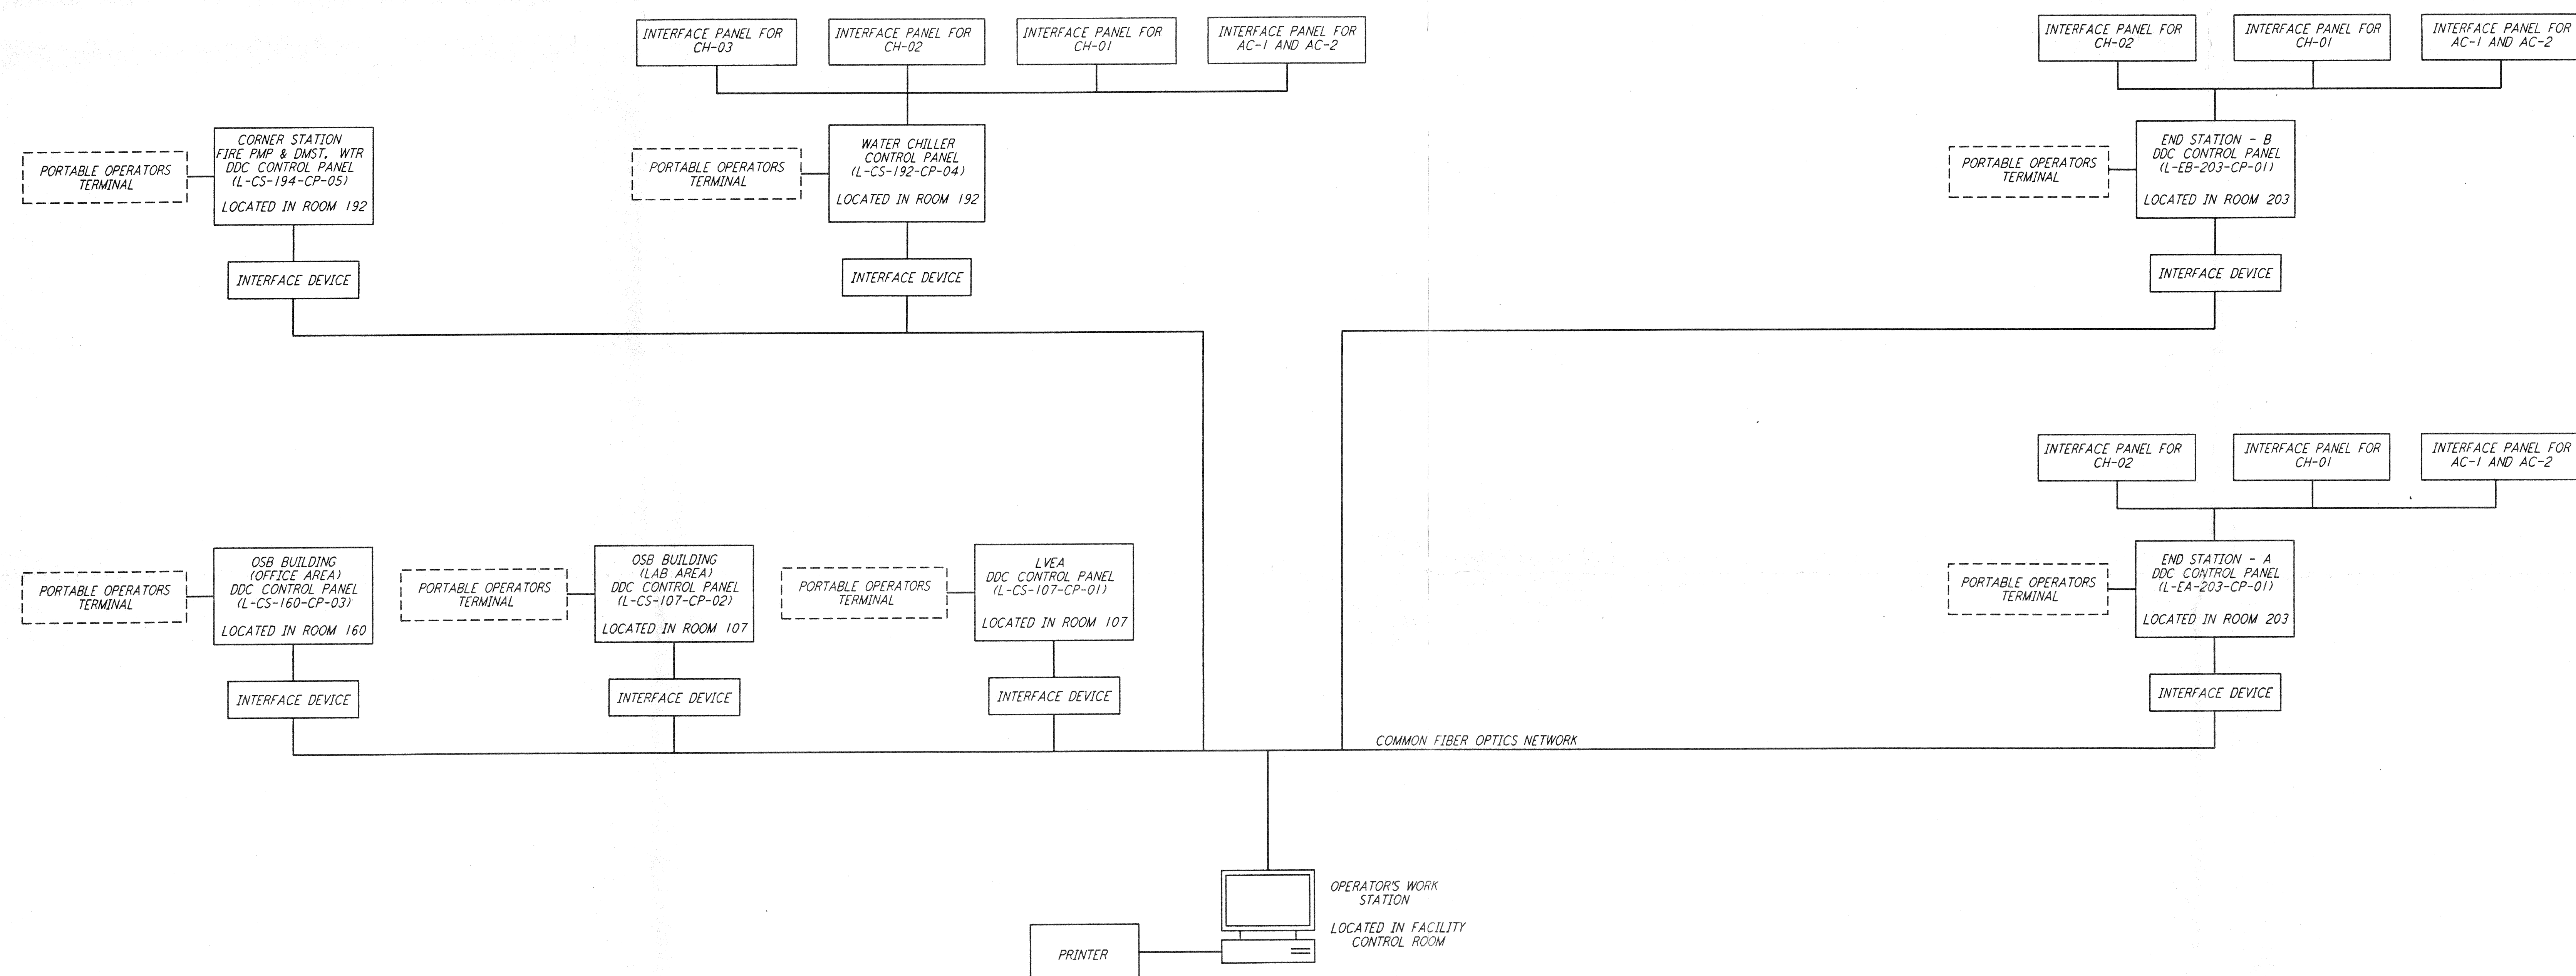 INTERFACE PANEL FOR
CH-03
INTERFACE PANEL FOR
CH-02
INTERFACE PANEL FOR
CH-01
INTERFACE PANEL FOR
AC-1 AND AC-2
INTERFACE PANEL FOR
CH-02
INTERFACE PANEL FOR
CH-01
INTERFACE PANEL FOR
AC-1 AND AC-2
PORTABLE OPERATORS
TERMINAL
CORNER STATION
FIRE PMP & DMST. WTR
DDC CONTROL PANEL
(L-CS-194-CP-05)
LOCATED IN ROOM 192
PORTABLE OPERATORS
TERMINAL
WATER CHILLER
CONTROL PANEL
(L-CS-192-CP-04)
LOCATED IN ROOM 192
PORTABLE OPERATORS
TERMINAL
END STATION - B
DDC CONTROL PANEL
(L-EB-203-CP-01)
LOCATED IN ROOM 203
INTERFACE DEVICE
INTERFACE DEVICE
INTERFACE DEVICE
INTERFACE PANEL FOR
CH-02
INTERFACE PANEL FOR
CH-01
INTERFACE PANEL FOR
AC-1 AND AC-2
PORTABLE OPERATORS
TERMINAL
OSB BUILDING
(OFFICE AREA)
DDC CONTROL PANEL
(L-CS-160-CP-03)
LOCATED IN ROOM 160
PORTABLE OPERATORS
TERMINAL
OSB BUILDING
(LAB AREA)
DDC CONTROL PANEL
(L-CS-107-CP-02)
LOCATED IN ROOM 107
PORTABLE OPERATORS
TERMINAL
LVEA
DDC CONTROL PANEL
(L-CS-107-CP-01)
LOCATED IN ROOM 107
PORTABLE OPERATORS
TERMINAL
END STATION - A
DDC CONTROL PANEL
(L-EA-203-CP-01)
LOCATED IN ROOM 203
INTERFACE DEVICE
INTERFACE DEVICE
INTERFACE DEVICE
INTERFACE DEVICE
COMMON FIBER OPTICS NETWORK
OPERATOR'S WORK
STATION
LOCATED IN FACILITY
CONTROL ROOM
PRINTER